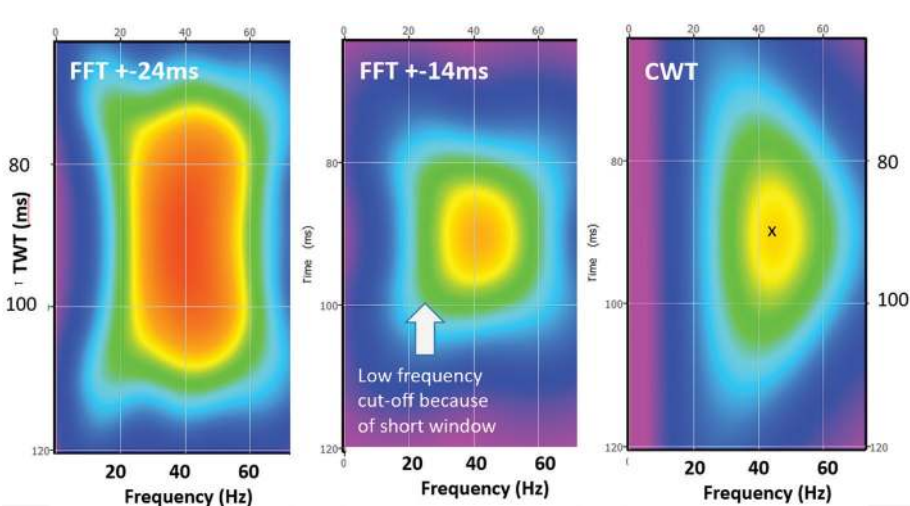 0 20 40 60
FFT +-24ms
80
100
120
TWT (ms)
20 40 60
Frequency (Hz)
0 20 40 60
FFT +-14ms
80
100
120
Time (ms)
Low frequency
cut-off because
of short window
0 20 40 60
Frequency (Hz)
0 20 40 60
CWT
x
80
100
120
Time (ms)
80
100
120
20 40 60
Frequency (Hz)